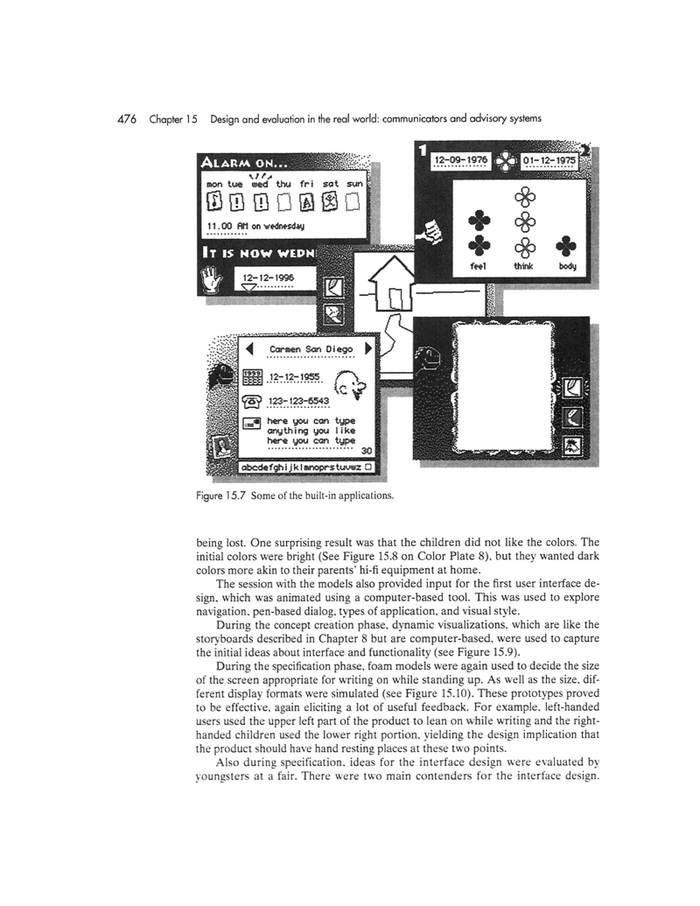 476 Chapter 15 Design and evaluation in the real world: communicators and advisory systems
ALARM ON...
mon tue wed thu fri sat sun
11.00 AM on wednesday
IT IS NOW WEDN
12-12-1996
1
12-09-1976
01-12-1975
2
feel think body
Carmen San Diego
1999
12-12-1955
123-123-6543
here you can type
anything you like
here you can type
30
abcdefghijklmnoprstuvwz
Figure 15.7 Some of the built-in applications.
being lost. One surprising result was that the children did not like the colors. The
initial colors were bright (See Figure 15.8 on Color Plate 8), but they wanted dark
colors more akin to their parents' hi-fi equipment at home.
The session with the models also provided input for the first user interface de-
sign, which was animated using a computer-based tool. This was used to explore
navigation, pen-based dialog, types of application, and visual style.
During the concept creation phase, dynamic visualizations, which are like the
storyboards described in Chapter 8 but are computer-based, were used to capture
the initial ideas about interface and functionality (see Figure 15.9).
During the specification phase, foam models were again used to decide the size
of the screen appropriate for writing on while standing up. As well as the size, dif-
ferent display formats were simulated (see Figure 15.10). These prototypes proved
to be effective, again eliciting a lot of useful feedback. For example, left-handed
users used the upper left part of the product to lean on while writing and the right-
handed children used the lower right portion, yielding the design implication that
the product should have hand resting places at these two points.
Also during specification, ideas for the interface design were evaluated by
youngsters at a fair. There were two main contenders for the interface design.